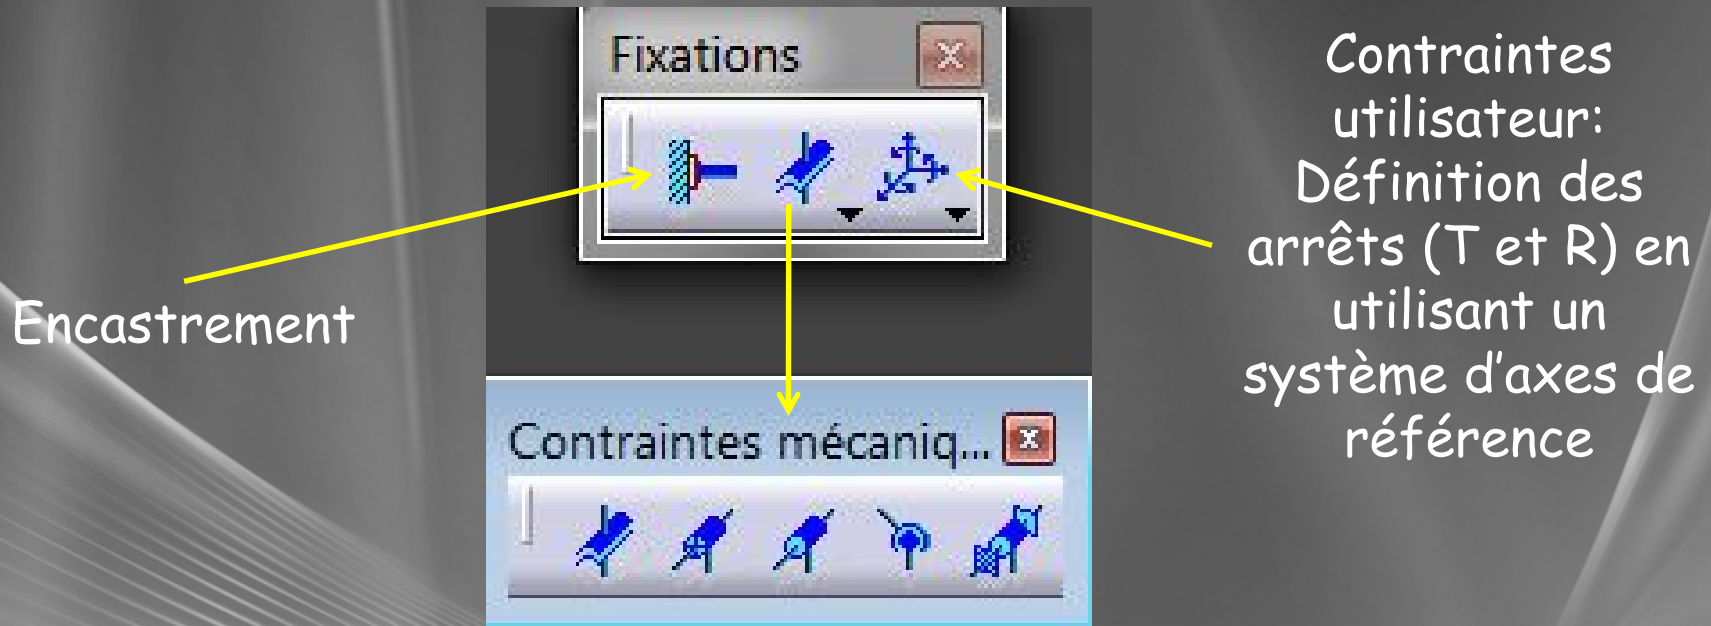 Fixations
Encastrement
Contraintes mécaniq...
Contraintes
utilisateur:
Définition des
arrêts (T et R) en
utilisant un
système d'axes de
référence